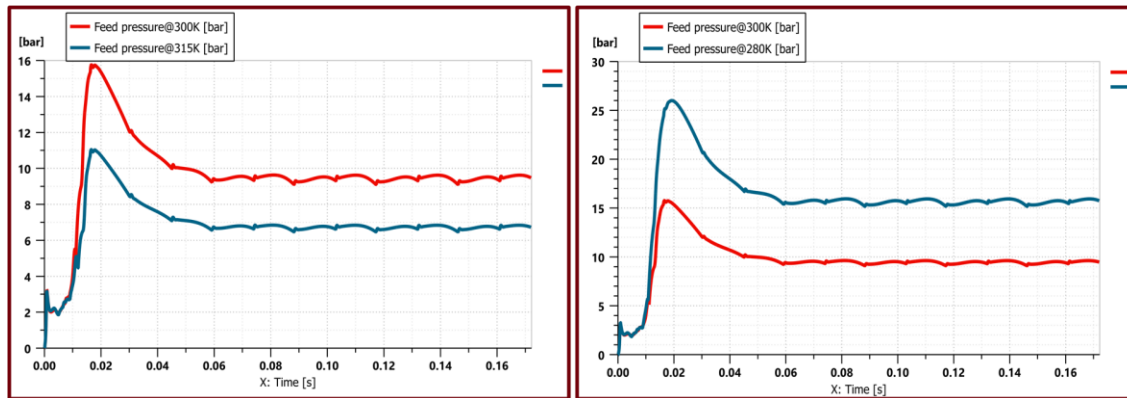 Feed pressure@300K [bar]
Feed pressure@315K [bar]
[bar]
16
14
12
10
8
6
4
2
0
0.00 0.02 0.04 0.06 0.08 0.10 0.12 0.14 0.16
X: Time [s]
Feed pressure@300K [bar]
Feed pressure@280K [bar]
[bar]
30
25
20
15
10
5
0
0.00 0.02 0.04 0.06 0.08 0.10 0.12 0.14 0.16
X: Time [s]